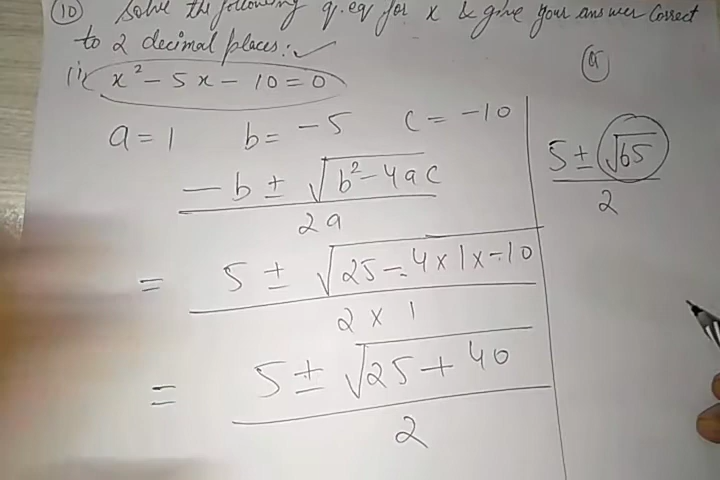 (10) Solve the following q.eq for x & give your answer correct
to 2 decimal places:
(i) x² - 5x - 10 = 0
a = 1 b = -5 c = -10
-b ± √b² - 4ac
2a
= 5 ± √25 - 4 × 1 × -10
2 × 1
= 5 ± √25 + 40
2
5 ± √65
2